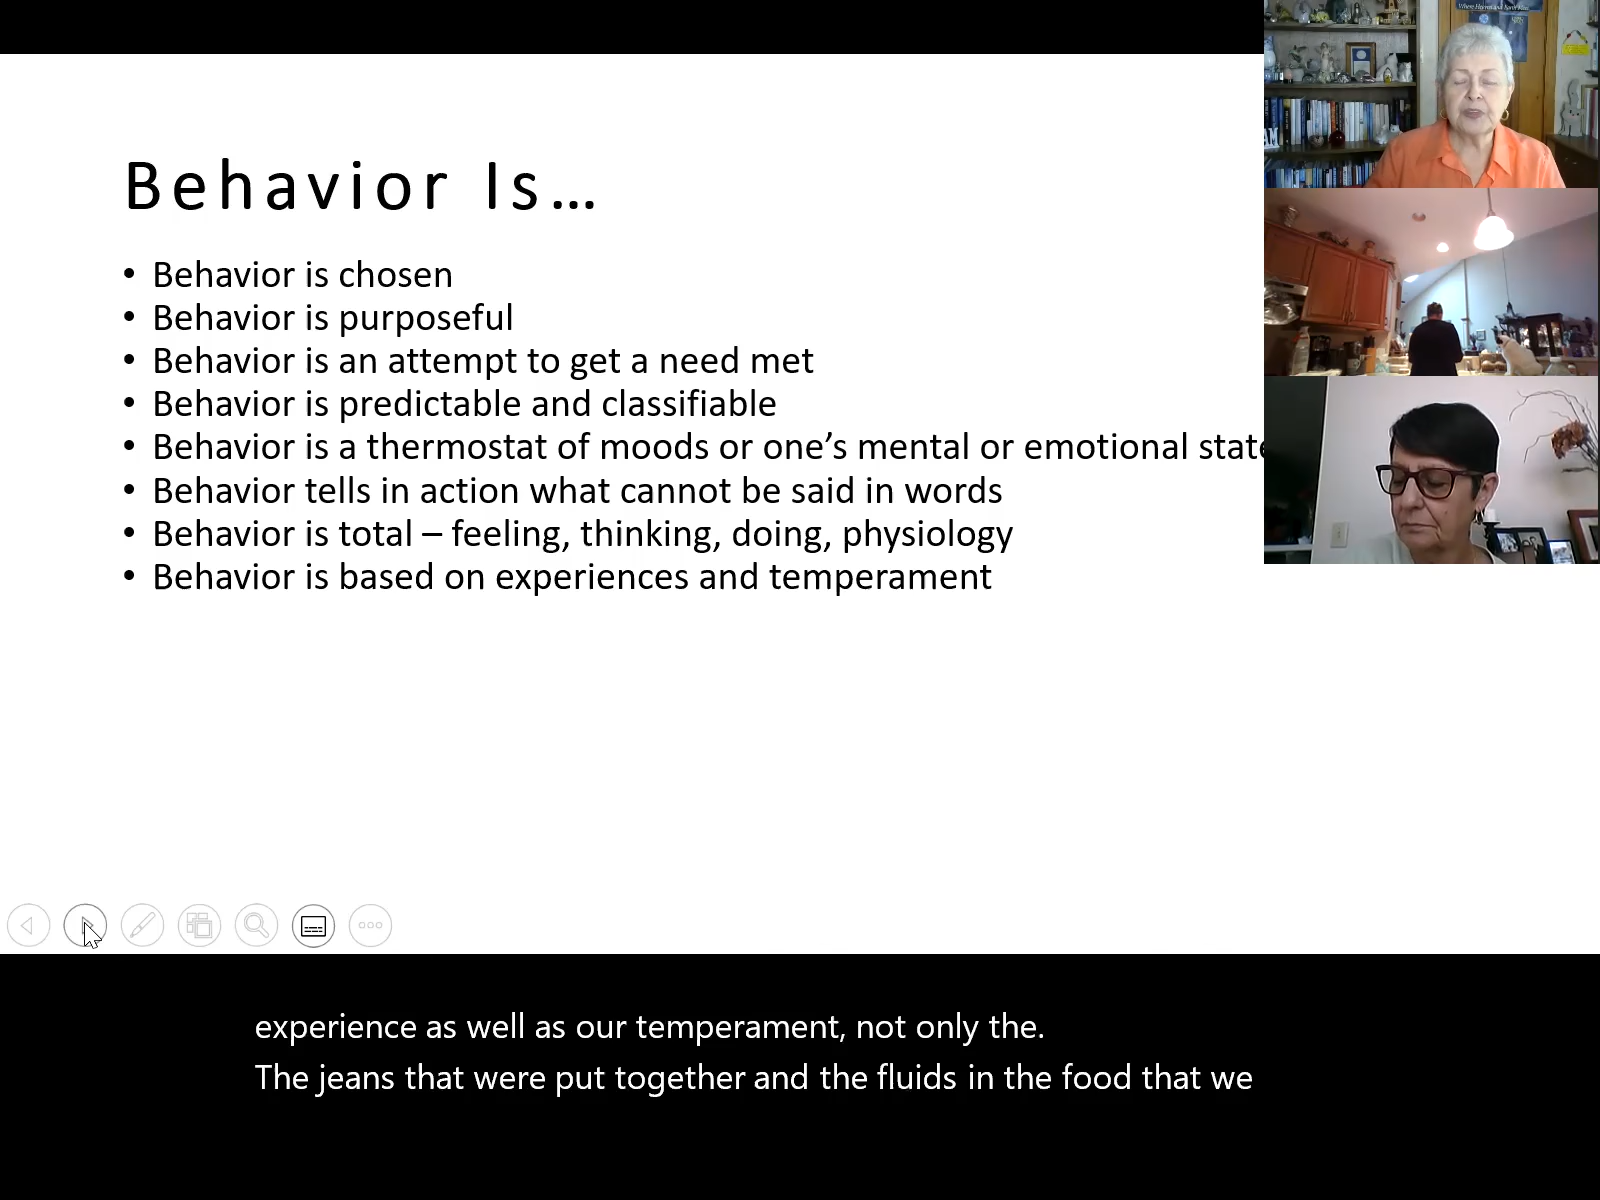 Behavior Is...
• Behavior is chosen
• Behavior is purposeful
• Behavior is an attempt to get a need met
• Behavior is predictable and classifiable
• Behavior is a thermostat of moods or one’s mental or emotional state
• Behavior tells in action what cannot be said in words
• Behavior is total – feeling, thinking, doing, physiology
• Behavior is based on experiences and temperament
experience as well as our temperament, not only the.
The jeans that were put together and the fluids in the food that we